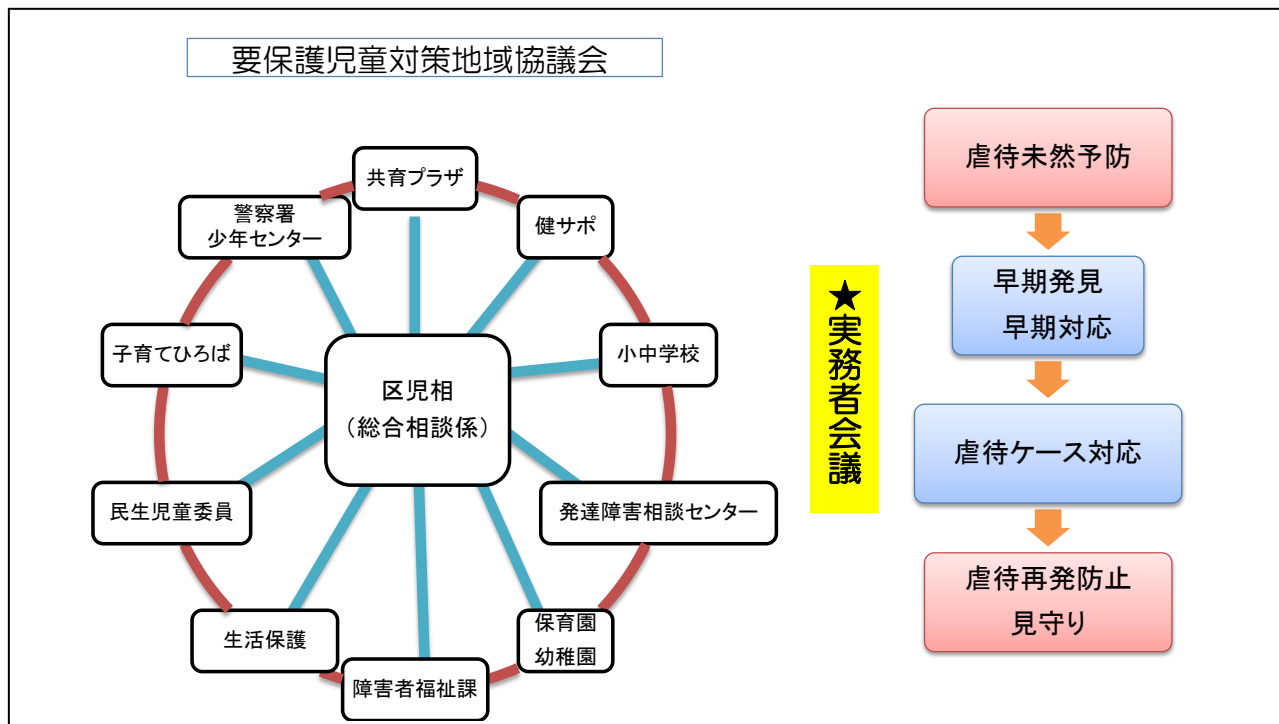 要保護児童対策地域協議会
共育プラザ
健サポ
小中学校
発達障害相談センター
保育園
幼稚園
障害者福祉課
生活保護
民生児童委員
子育てひろば
警察署
少年センター
区児相
（総合相談係）
★実務者会議
虐待未然予防
早期発見
早期対応
虐待ケース対応
虐待再発防止
見守り